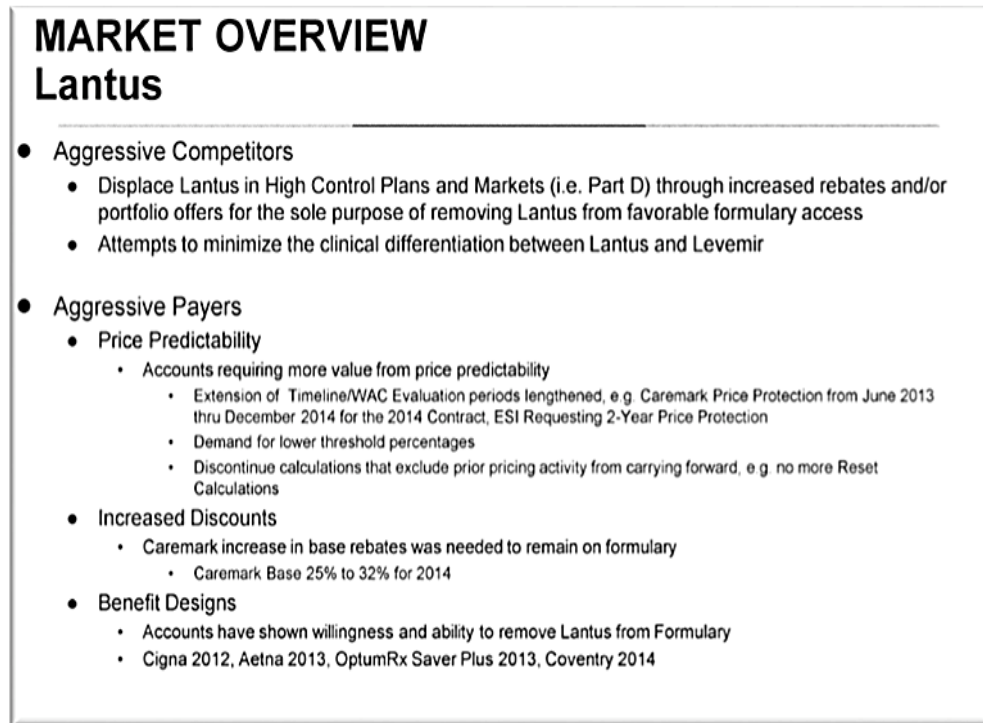 MARKET OVERVIEW
Lantus
● Aggressive Competitors
● Displace Lantus in High Control Plans and Markets (i.e. Part D) through increased rebates and/or
portfolio offers for the sole purpose of removing Lantus from favorable formulary access
● Attempts to minimize the clinical differentiation between Lantus and Levemir
● Aggressive Payers
● Price Predictability
• Accounts requiring more value from price predictability
• Extension of Timeline/WAC Evaluation periods lengthened, e.g. Caremark Price Protection from June 2013
thru December 2014 for the 2014 Contract, ESI Requesting 2-Year Price Protection
• Demand for lower threshold percentages
• Discontinue calculations that exclude prior pricing activity from carrying forward, e.g. no more Reset
Calculations
● Increased Discounts
• Caremark increase in base rebates was needed to remain on formulary
• Caremark Base 25% to 32% for 2014
● Benefit Designs
• Accounts have shown willingness and ability to remove Lantus from Formulary
• Cigna 2012, Aetna 2013, OptumRx Saver Plus 2013, Coventry 2014